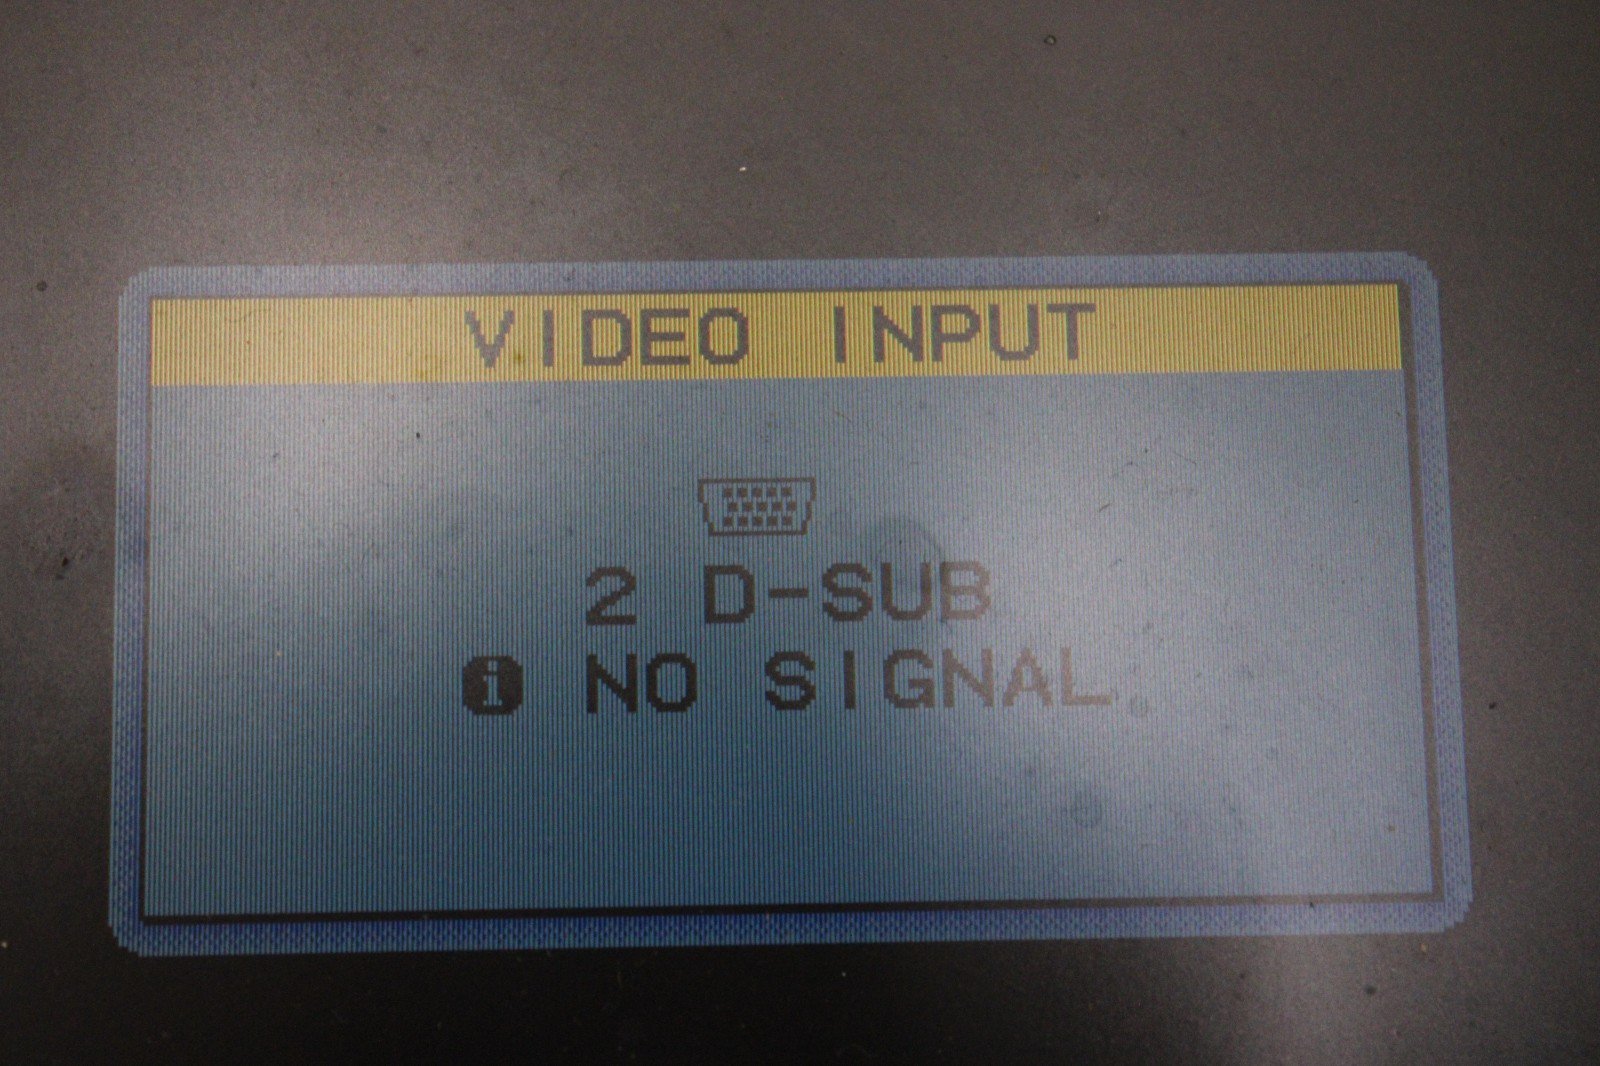 VIDEO INPUT
2 D-SUB
i NO SIGNAL